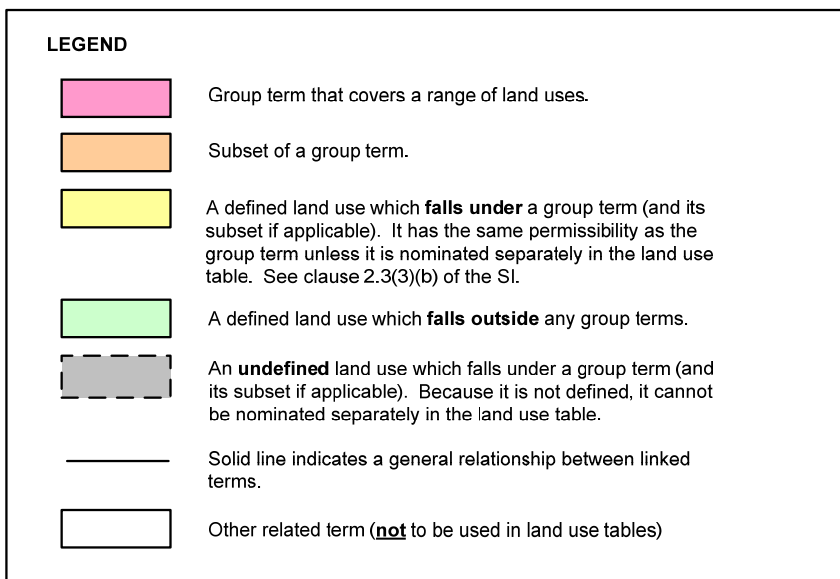 LEGEND
Group term that covers a range of land uses.
Subset of a group term.
A defined land use which falls under a group term (and its
subset if applicable).  It has the same permissibility as the
group term unless it is nominated separately in the land use
table.  See clause 2.3(3)(b) of the SI.
A defined land use which falls outside any group terms.
An undefined land use which falls under a group term (and
its subset if applicable).  Because it is not defined, it cannot
be nominated separately in the land use table.
Solid line indicates a general relationship between linked
terms.
Other related term (not to be used in land use tables)